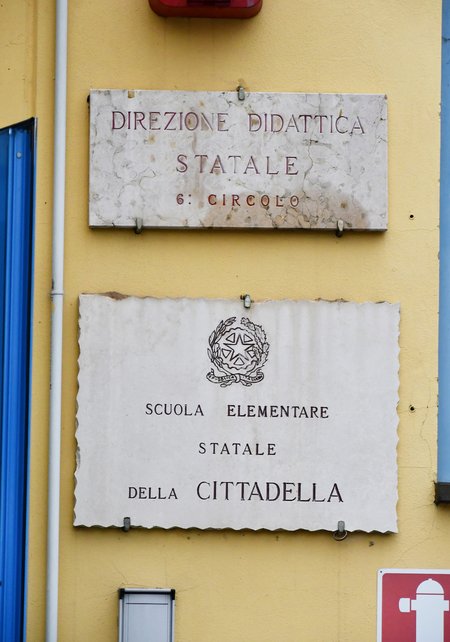 DIREZIONE DIDATTICA
STATALE
6: CIRCOLO
SCUOLA ELEMENTARE
STATALE
DELLA CITTADELLA